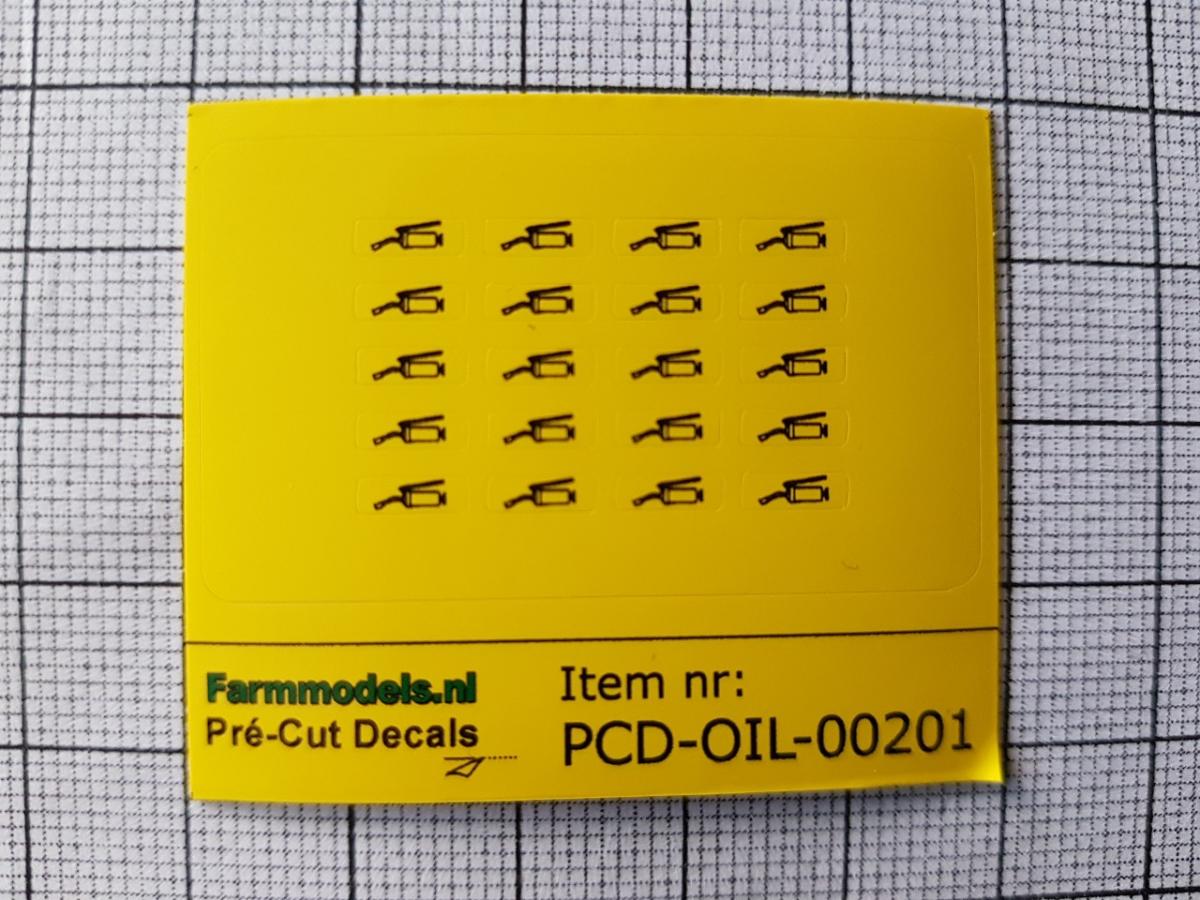 Farmmodels.nl
Pré-Cut Decals
Item nr:
PCD-OIL-00201